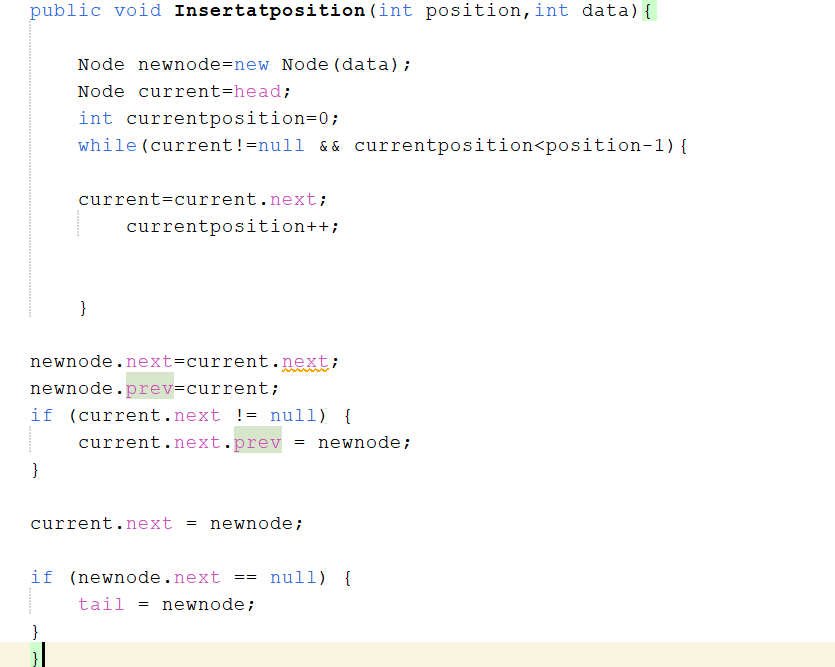 public void Insertatposition(int position,int data){
Node newnode=new Node(data);
Node current=head;
int currentposition=0;
while(current!=null && currentposition<position-1){
current=current.next;
currentposition++;
}
newnode.next=current.next;
newnode.prev=current;
if (current.next != null) {
current.next.prev = newnode;
}
current.next = newnode;
if (newnode.next == null) {
tail = newnode;
}
}